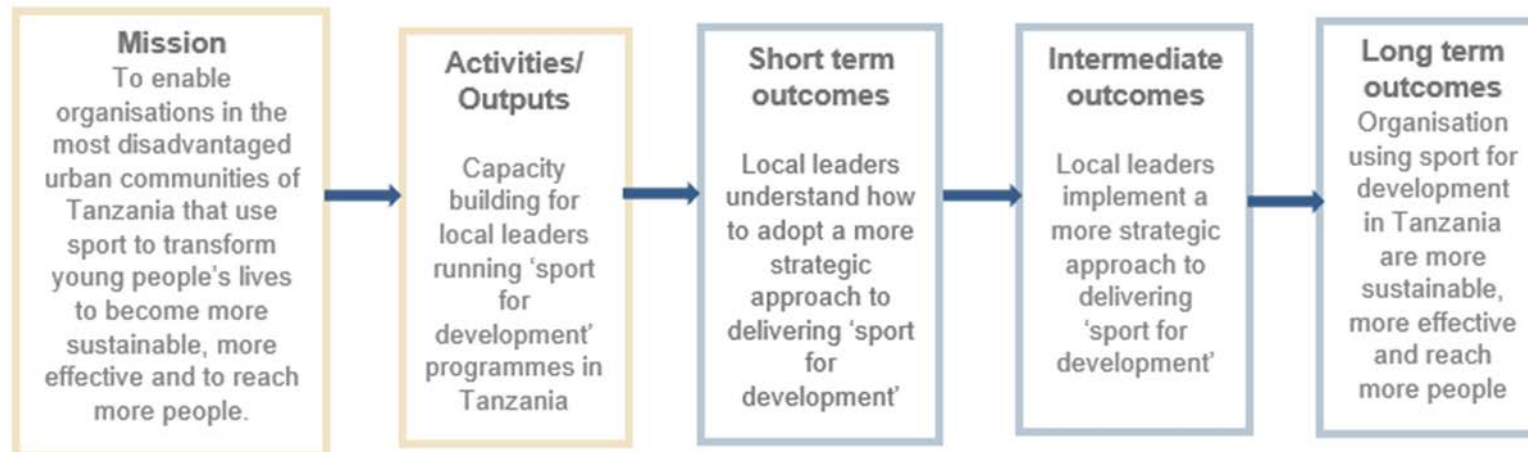 Mission
To enable
organisations in the
most disadvantaged
urban communities of
Tanzania that use
sport to transform
young people's lives
to become more
sustainable, more
effective and to reach
more people.
Activities/
Outputs
Capacity
building for
local leaders
running ‘sport
for
development’
programmes in
Tanzania
Short term
outcomes
Local leaders
understand how
to adopt a more
strategic
approach to
delivering ‘sport
for
development’
Intermediate
outcomes
Local leaders
implement a
more strategic
approach to
delivering
‘sport for
development’
Long term
outcomes
Organisation
using sport for
development
in Tanzania
are more
sustainable,
more effective
and reach
more people